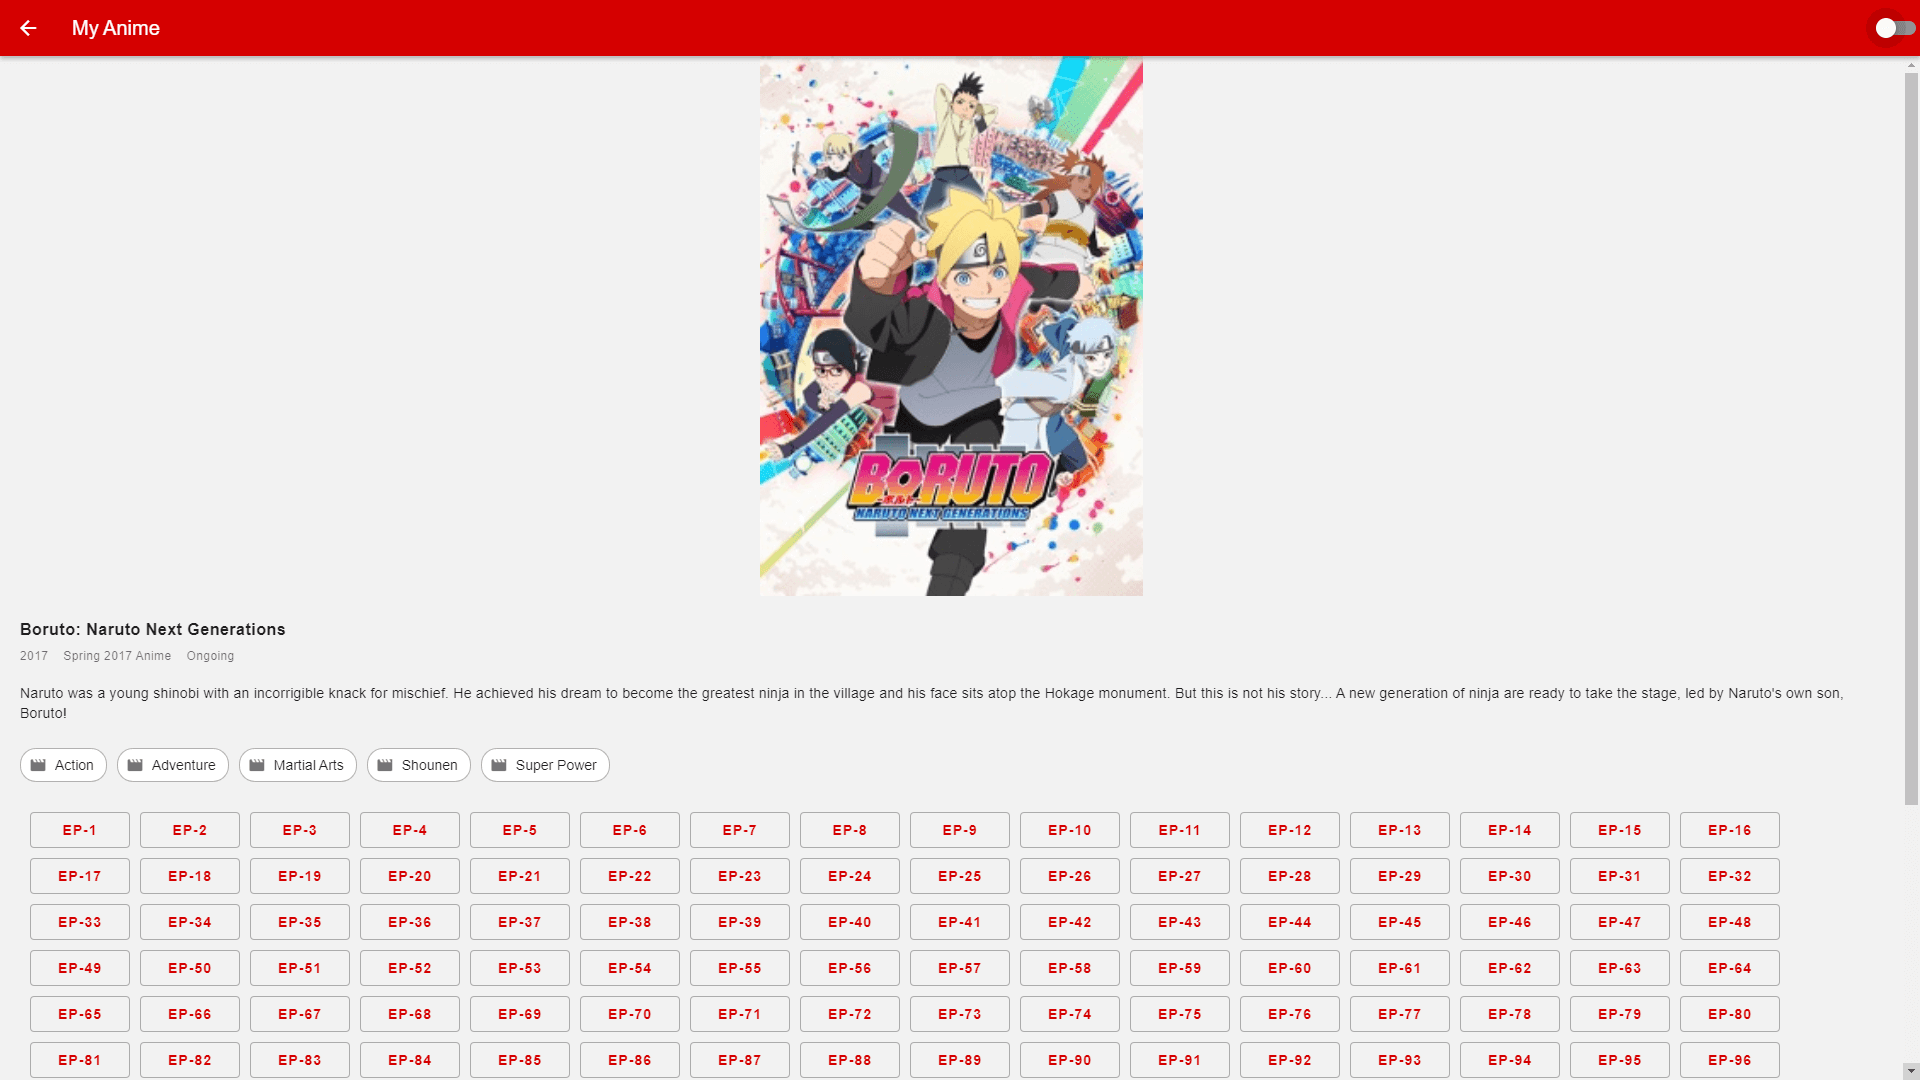 My Anime
BORUTO
-ボルト-
NARUTO NEXT GENERATIONS
Boruto: Naruto Next Generations
2017 Spring 2017 Anime Ongoing
Naruto was a young shinobi with an incorrigible knack for mischief. He achieved his dream to become the greatest ninja in the village and his face sits atop the Hokage monument. But this is not his story... A new generation of ninja are ready to take the stage, led by Naruto's own son,
Boruto!
Action Adventure Martial Arts Shounen Super Power
EP-1 EP-2 EP-3 EP-4 EP-5 EP-6 EP-7 EP-8 EP-9 EP-10 EP-11 EP-12 EP-13 EP-14 EP-15 EP-16
EP-17 EP-18 EP-19 EP-20 EP-21 EP-22 EP-23 EP-24 EP-25 EP-26 EP-27 EP-28 EP-29 EP-30 EP-31 EP-32
EP-33 EP-34 EP-35 EP-36 EP-37 EP-38 EP-39 EP-40 EP-41 EP-42 EP-43 EP-44 EP-45 EP-46 EP-47 EP-48
EP-49 EP-50 EP-51 EP-52 EP-53 EP-54 EP-55 EP-56 EP-57 EP-58 EP-59 EP-60 EP-61 EP-62 EP-63 EP-64
EP-65 EP-66 EP-67 EP-68 EP-69 EP-70 EP-71 EP-72 EP-73 EP-74 EP-75 EP-76 EP-77 EP-78 EP-79 EP-80
EP-81 EP-82 EP-83 EP-84 EP-85 EP-86 EP-87 EP-88 EP-89 EP-90 EP-91 EP-92 EP-93 EP-94 EP-95 EP-96